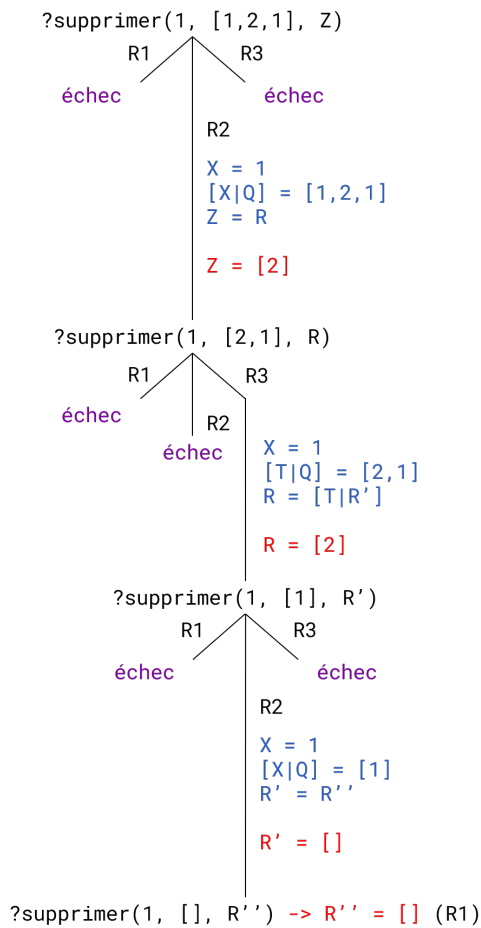 ?supprimer(1, [1,2,1], Z)
R1
R3
échec
échec
R2
X = 1
[X|Q] = [1,2,1]
Z = R
Z = [2]
?supprimer(1, [2,1], R)
R1
R3
échec
R2
échec
X = 1
[T|Q] = [2,1]
R = [T|R’]
R = [2]
?supprimer(1, [1], R’)
R1
R3
échec
échec
R2
X = 1
[X|Q] = [1]
R’ = R’’
R’ = []
?supprimer(1, [], R’’) -> R’’ = [] (R1)